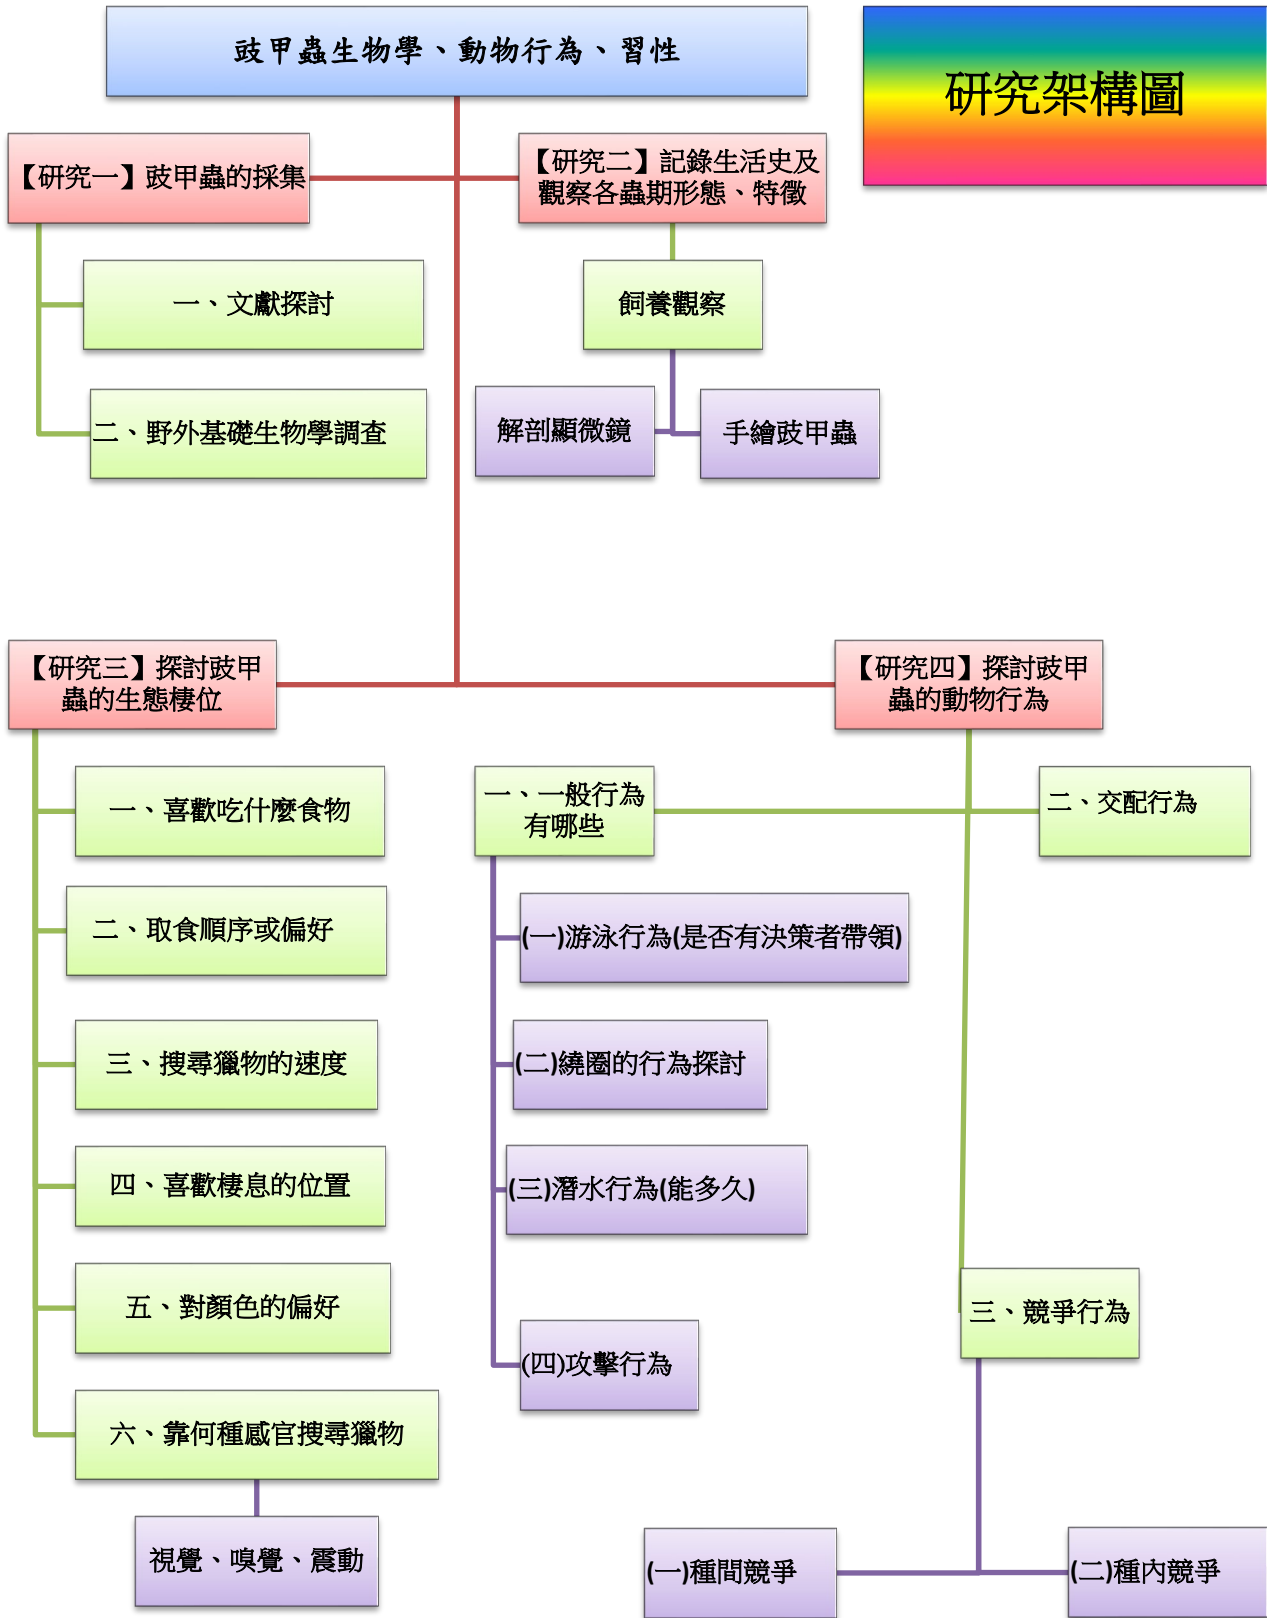 豉甲蟲生物學、動物行為、習性
研究架構圖
【研究一】豉甲蟲的採集
【研究二】記錄生活史及
觀察各蟲期形態、特徵
一、文獻探討
二、野外基礎生物學調查
飼養觀察
解剖顯微鏡
手繪豉甲蟲
【研究三】探討豉甲
蟲的生態棲位
一、喜歡吃什麼食物
二、取食順序或偏好
三、搜尋獵物的速度
四、喜歡棲息的位置
五、對顏色的偏好
六、靠何種感官搜尋獵物
視覺、嗅覺、震動
【研究四】探討豉甲
蟲的動物行為
一、一般行為
有哪些
(一)游泳行為(是否有決策者帶領)
(二)繞圈的行為探討
(三)潛水行為(能多久)
(四)攻擊行為
二、交配行為
三、競爭行為
(一)種間競爭
(二)種內競爭